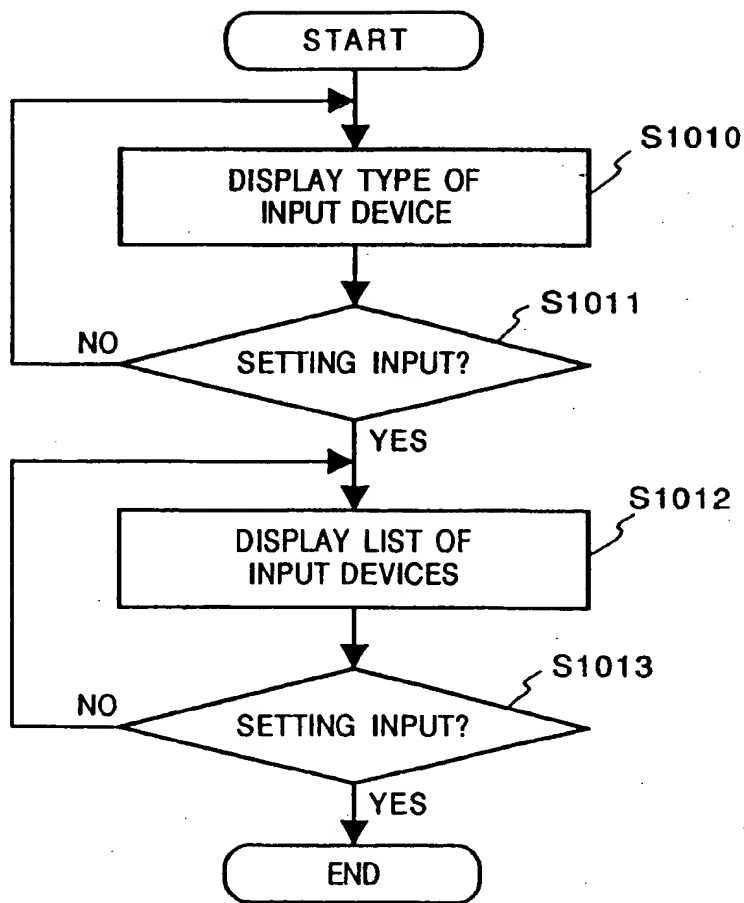 START
S1010
DISPLAY TYPE OF
INPUT DEVICE
S1011
NO
SETTING INPUT?
YES
S1012
DISPLAY LIST OF
INPUT DEVICES
S1013
NO
SETTING INPUT?
YES
END